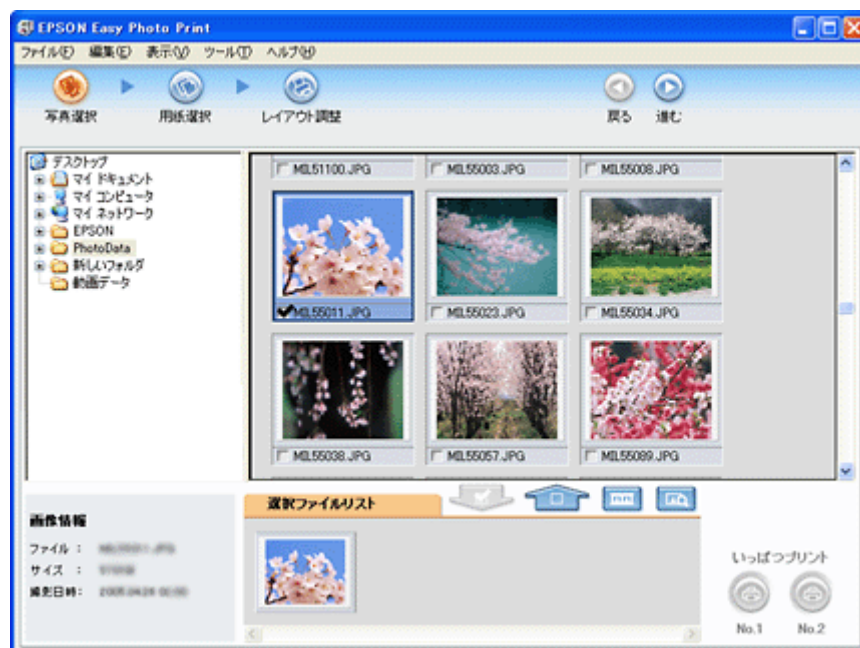 EPSON Easy Photo Print
ファイル(F) 編集(E) 表示(V) ツール(T) ヘルプ(H)
写真選択 用紙選択 レイアウト調整 戻る 進む
デスクトップ
マイ ドキュメント
マイ コンピュータ
マイ ネットワーク
EPSON
PhotoData
新しいフォルダ
動画データ
MIL51100.JPG MIL55003.JPG MIL55008.JPG
MIL55011.JPG MIL55023.JPG MIL55034.JPG
MIL55038.JPG MIL55057.JPG MIL55089.JPG
選択ファイルリスト
画像情報
ファイル :
サイズ :
撮影日時:
いっぱつプリント
No.1 No.2